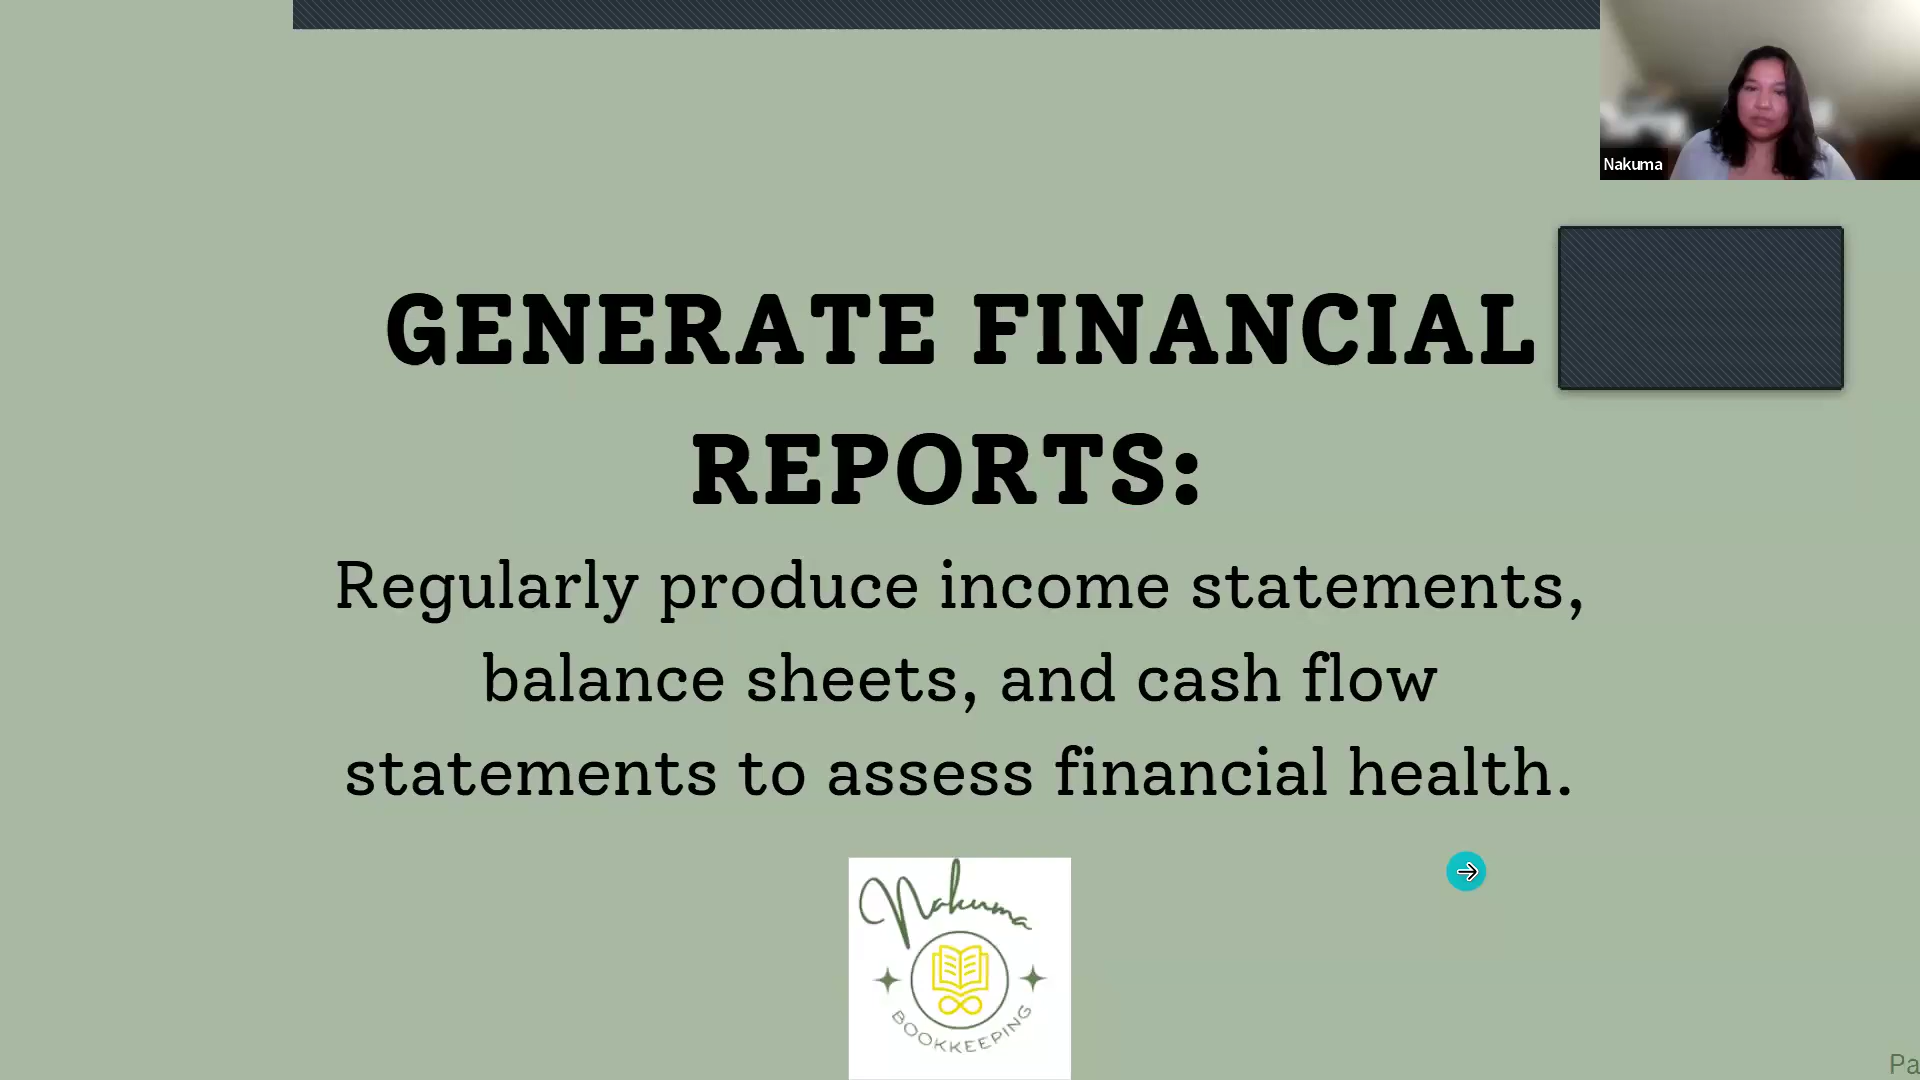 Nakuma
GENERATE FINANCIAL
REPORTS:
Regularly produce income statements,
balance sheets, and cash flow
statements to assess financial health.
Nakuma
BOOKKEEPING
Pa